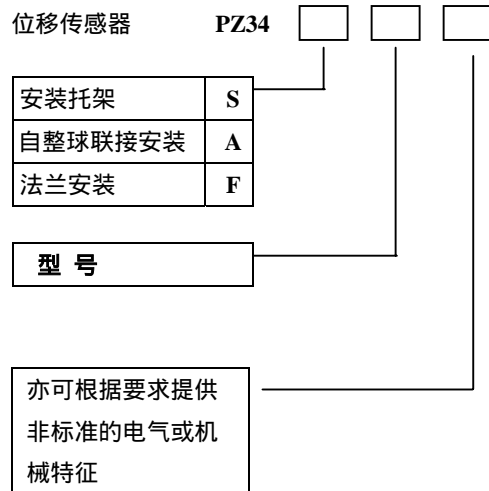 位移传感器 PZ34
安装托架 S
自整球联接安装 A
法兰安装 F
型 号
亦可根据要求提供
非标准的电气或机
械特征